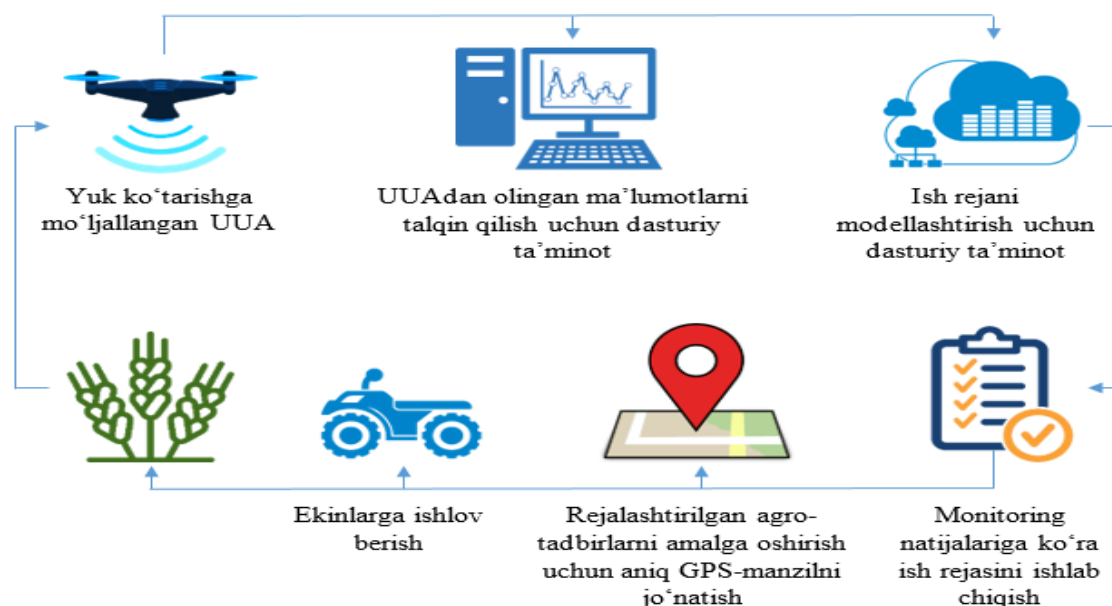 Yuk ko‘tarishga
mo‘ljallangan UUA
UUAdan olingan ma’lumotlarni
talqin qilish uchun dasturiy
ta’minot
Ish rejani
modellashtirish uchun
dasturiy ta’minot
Ekinlarga ishlov
berish
Rejalashtirilgan agro-
tadbirlarni amalga oshirish
uchun aniq GPS-manzilni
jo‘natish
Monitoring
natijalariga ko‘ra
ish rejasini ishlab
chiqish